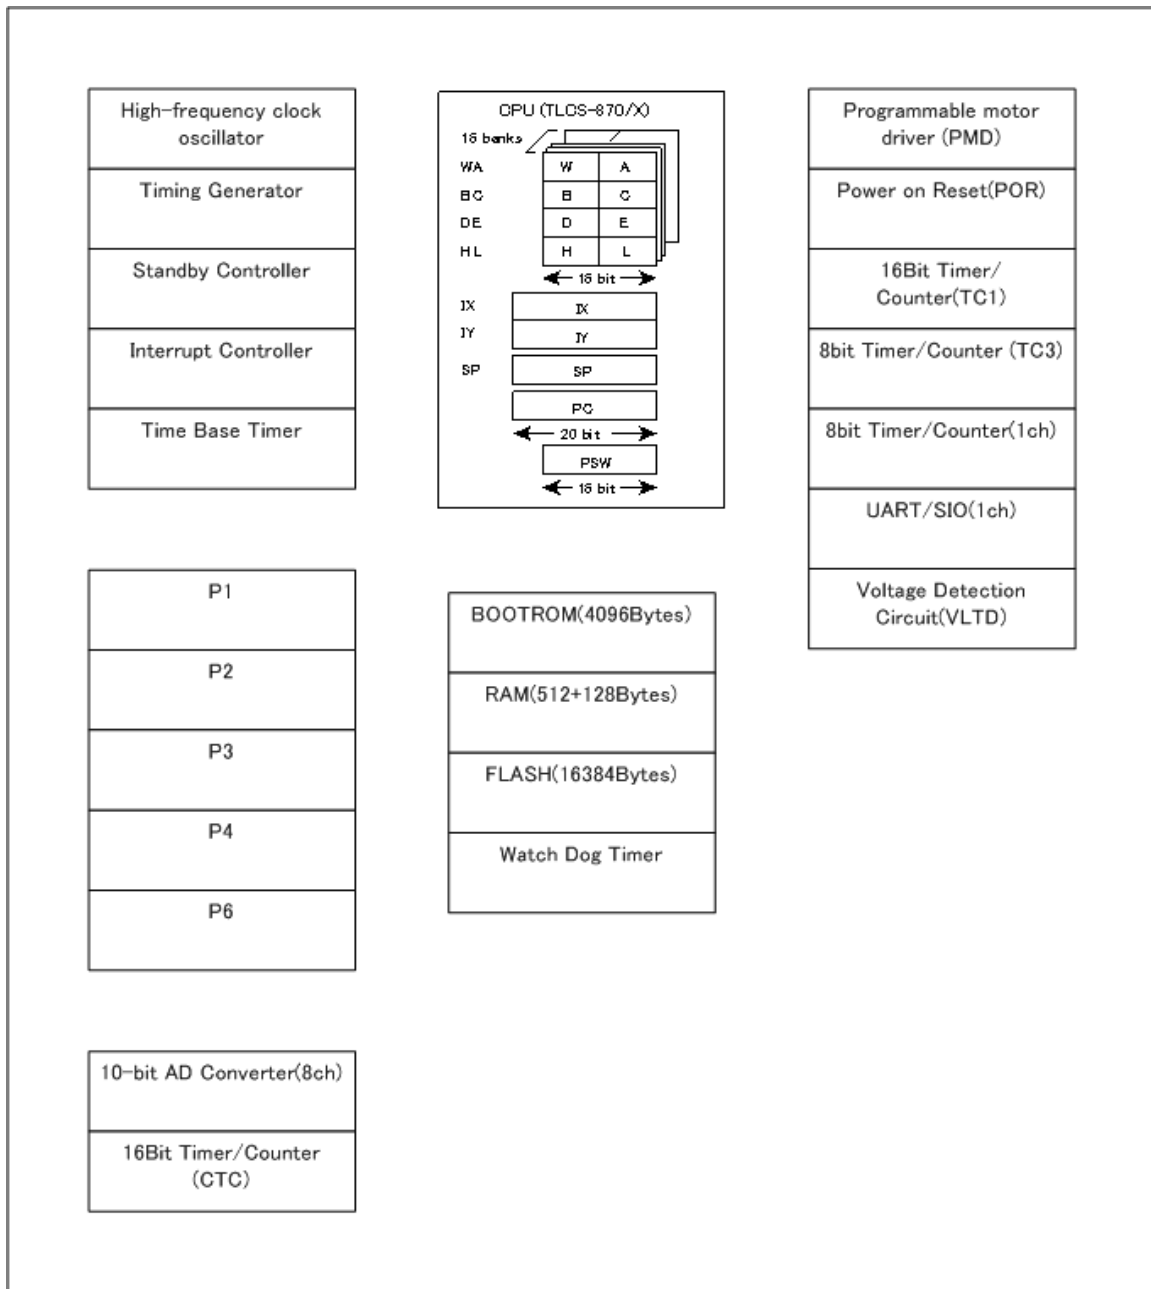 High-frequency clock
oscillator
Timing Generator
Standby Controller
Interrupt Controller
Time Base Timer
CPU (TLCS-870/X)
16 banks
WA
W
A
BC
B
C
DE
D
E
HL
H
L
16 bit
IX
IX
IY
IY
SP
SP
PC
20 bit
PSW
16 bit
Programmable motor
driver (PMD)
Power on Reset(POR)
16Bit Timer/
Counter(TC1)
8bit Timer/Counter (TC3)
8bit Timer/Counter(1ch)
UART/SIO(1ch)
Voltage Detection
Circuit(VLTD)
P1
P2
P3
P4
P6
BOOTROM(4096Bytes)
RAM(512+128Bytes)
FLASH(16384Bytes)
Watch Dog Timer
10-bit AD Converter(8ch)
16Bit Timer/Counter
(CTC)